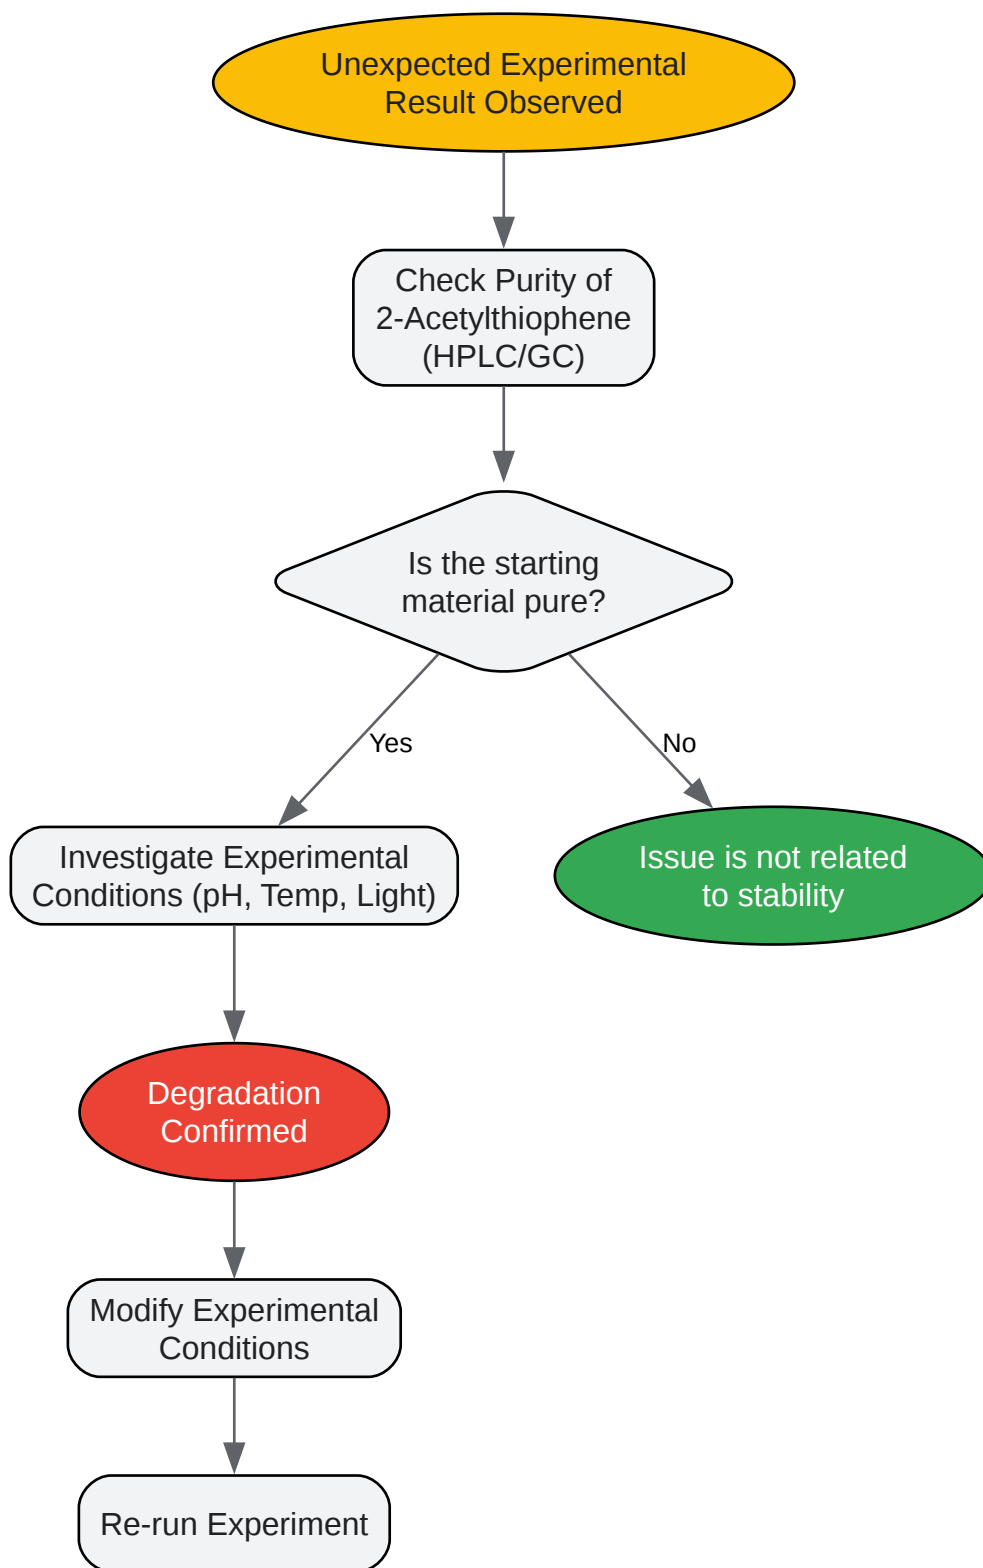 Unexpected Experimental
Result Observed
Check Purity of
2-Acetylthiophene
(HPLC/GC)
Is the starting
material pure?
Yes
No
Investigate Experimental
Conditions (pH, Temp, Light)
Issue is not related
to stability
Degradation
Confirmed
Modify Experimental
Conditions
Re-run Experiment